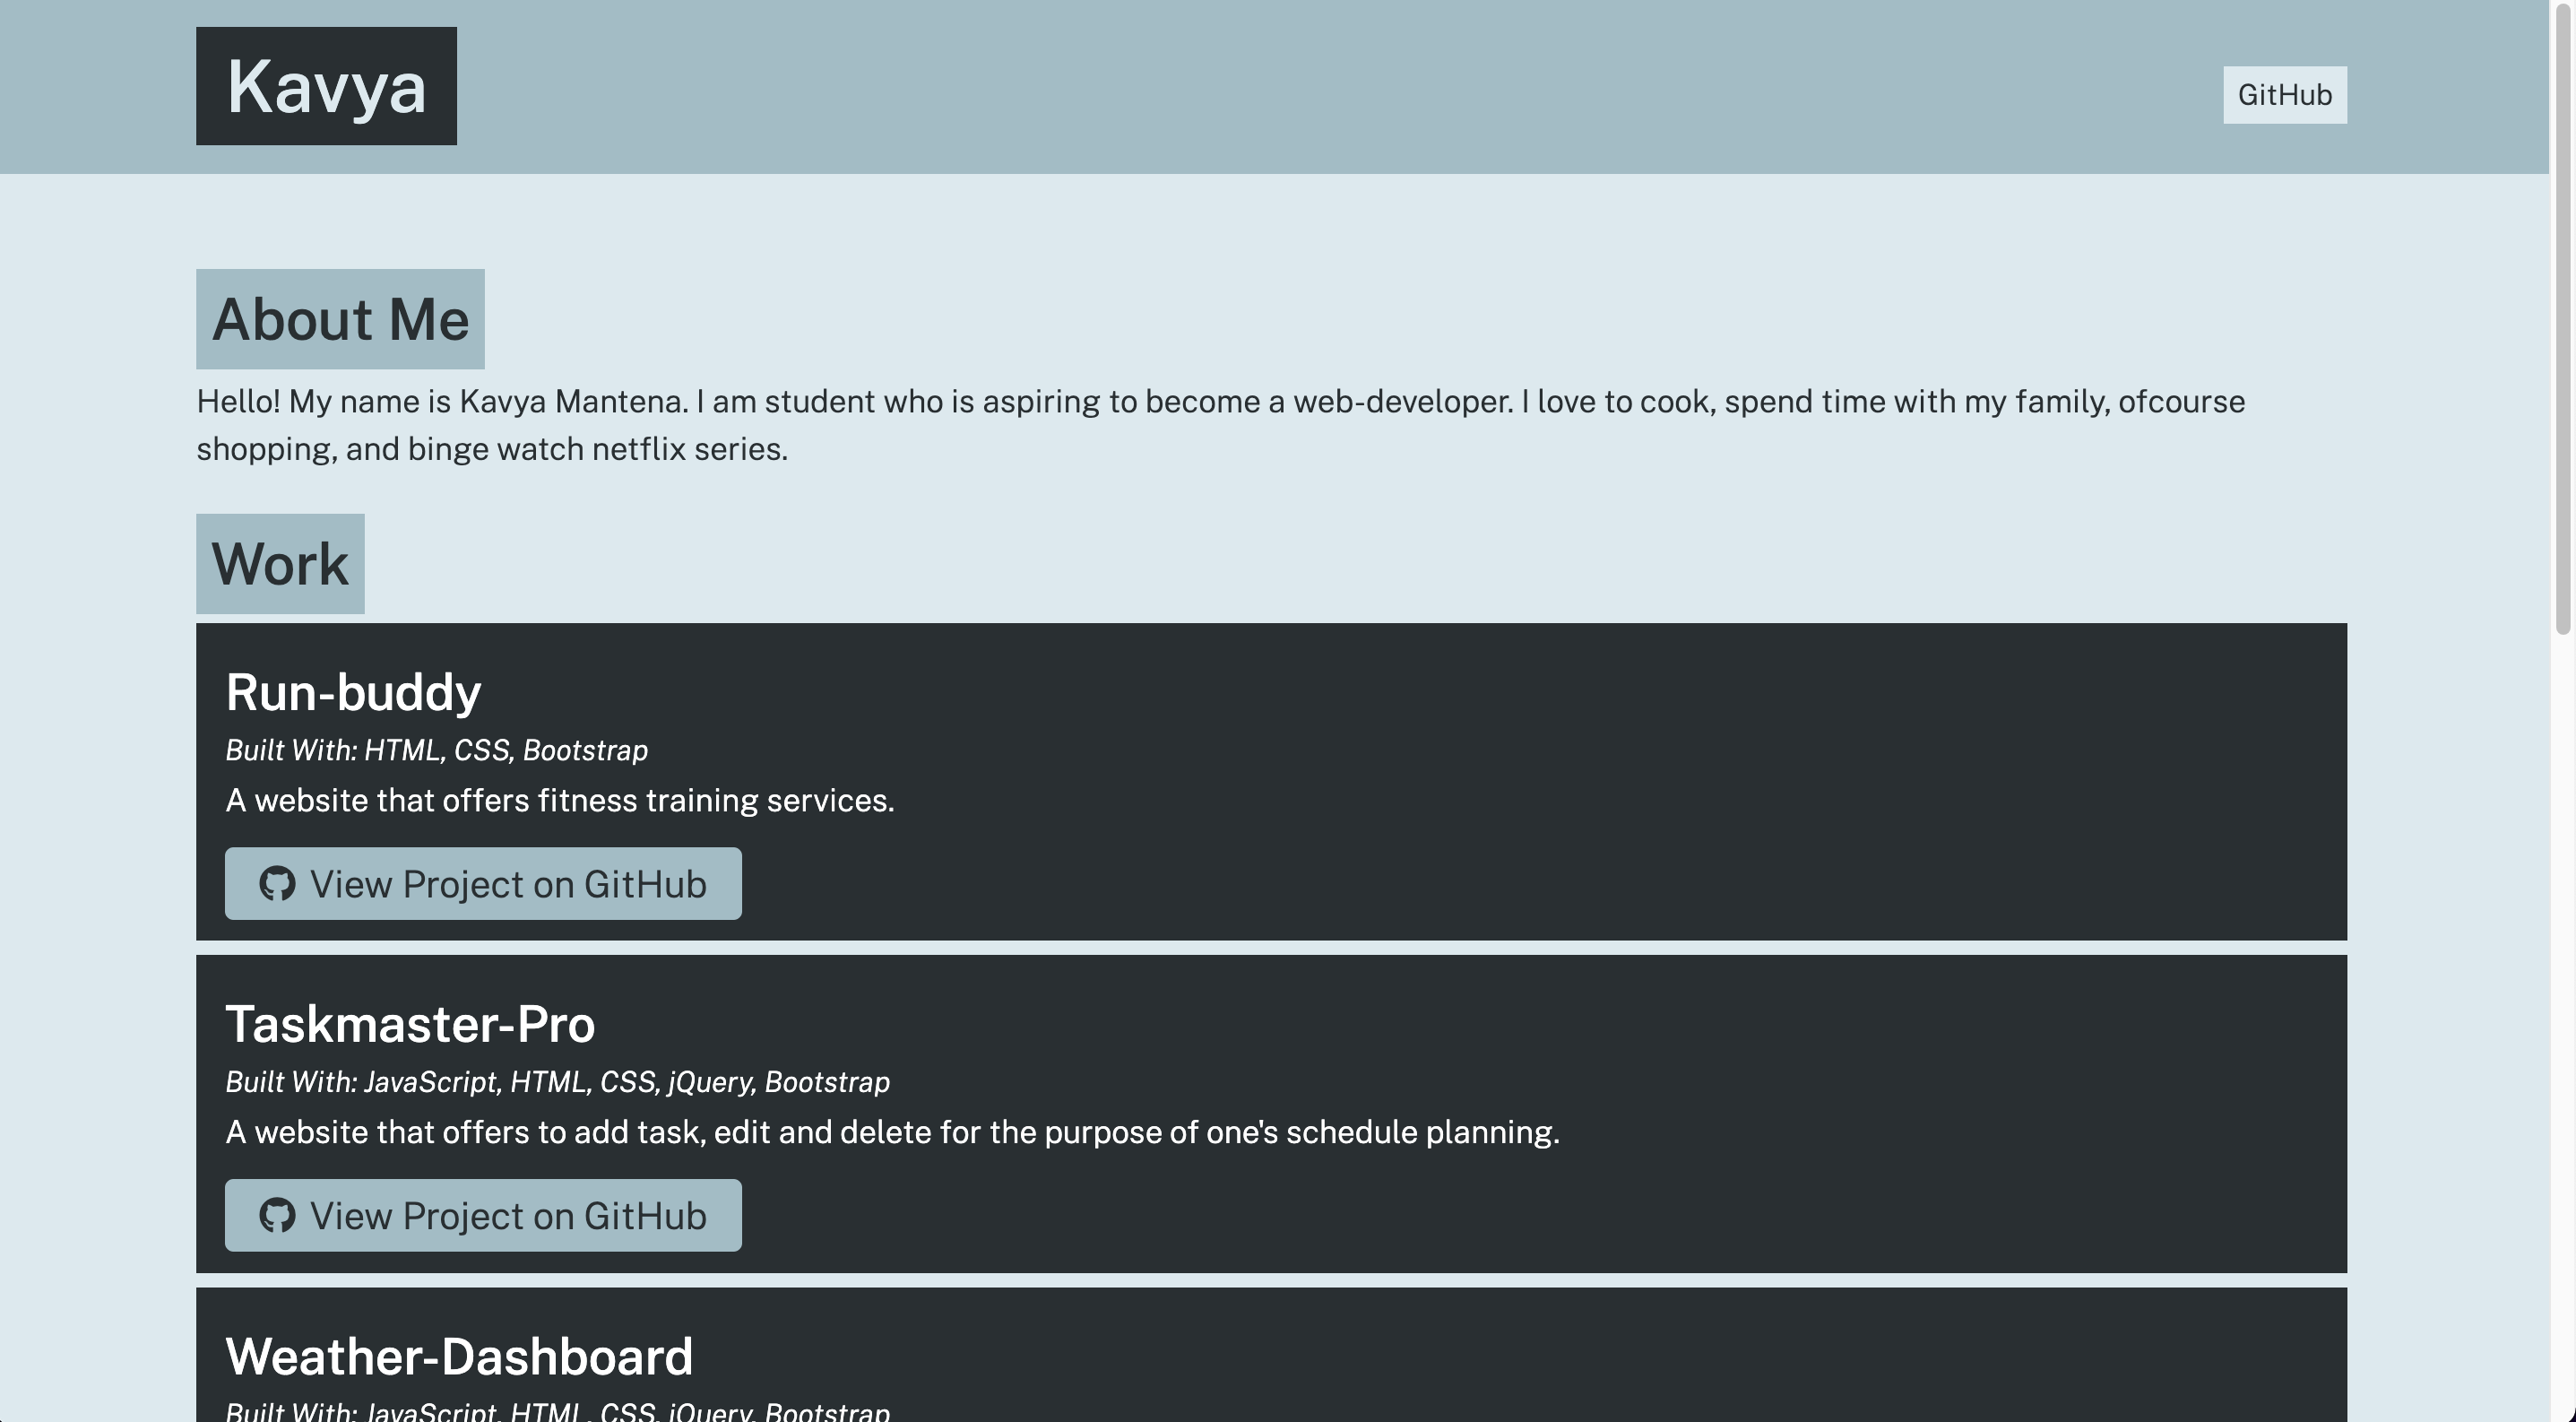 Kavya
GitHub
About Me
Hello! My name is Kavya Mantena. I am student who is aspiring to become a web-developer. I love to cook, spend time with my family, ofcourse
shopping, and binge watch netflix series.
Work
Run-buddy
Built With: HTML, CSS, Bootstrap
A website that offers fitness training services.
View Project on GitHub
Taskmaster-Pro
Built With: JavaScript, HTML, CSS, jQuery, Bootstrap
A website that offers to add task, edit and delete for the purpose of one's schedule planning.
View Project on GitHub
Weather-Dashboard
Built With: JavaScript, HTML, CSS, jQuery, Bootstrap